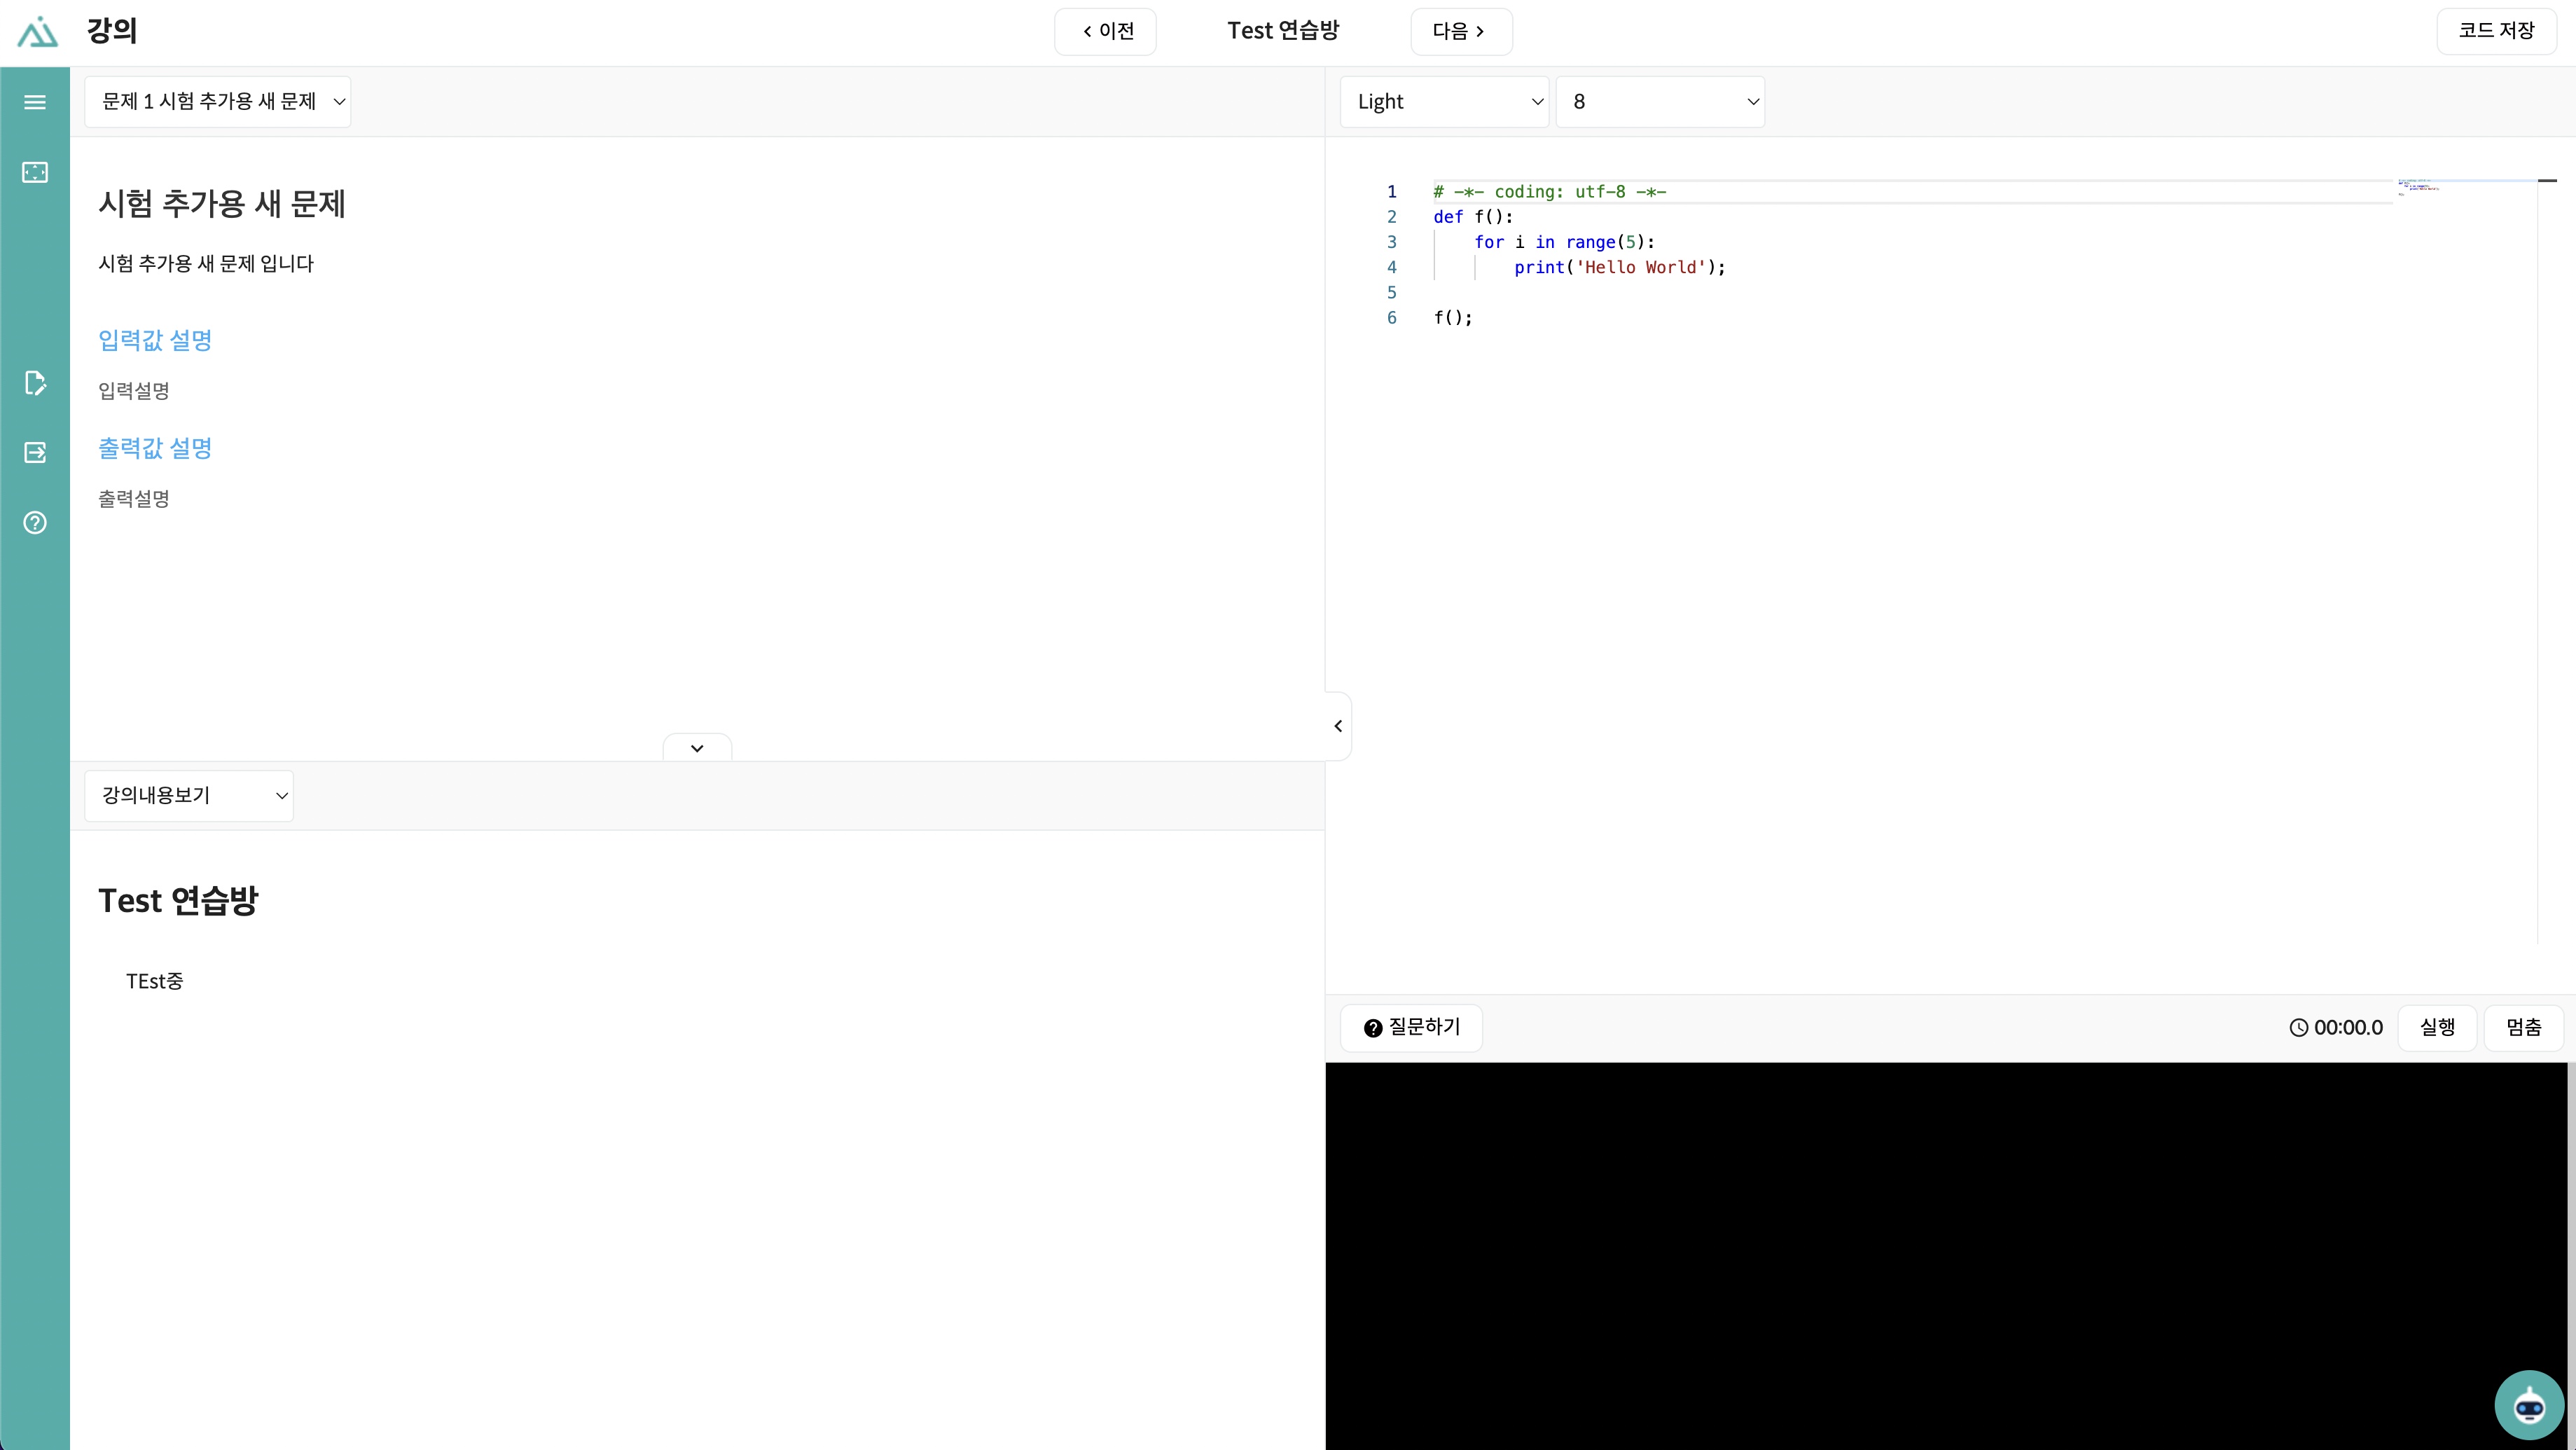 강의
이전
Test 연습방
다음
코드 저장
문제 1 시험 추가용 새 문제
시험 추가용 새 문제
시험 추가용 새 문제 입니다
입력값 설명
입력설명
출력값 설명
출력설명
강의내용보기
Test 연습방
TEst중
Light
8
1 # -*- coding: utf-8 -*-
2 def f():
3     for i in range(5):
4         print('Hello World');
5
6 f();
질문하기
00:00.0
실행
멈춤